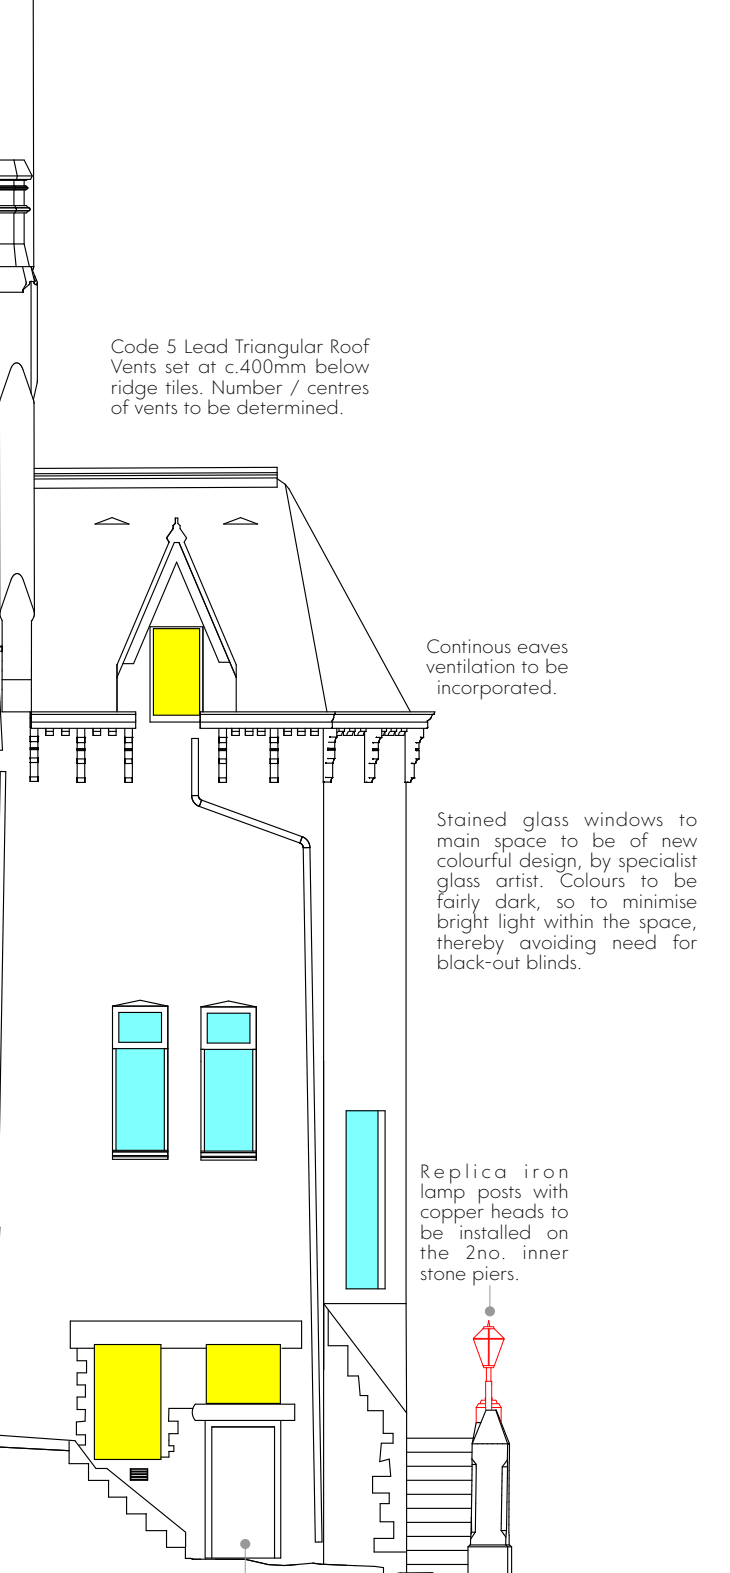 Code 5 Lead Triangular Roof
Vents set at c.400mm below
ridge tiles. Number / centres
of vents to be determined.
Continous eaves
ventilation to be
incorporated.
Stained glass windows to
main space to be of new
colourful design, by specialist
glass artist. Colours to be
fairly dark, so to minimise
bright light within the space,
thereby avoiding need for
black-out blinds.
Replica iron
lamp posts with
copper heads to
be installed on
the 2no. inner
stone piers.